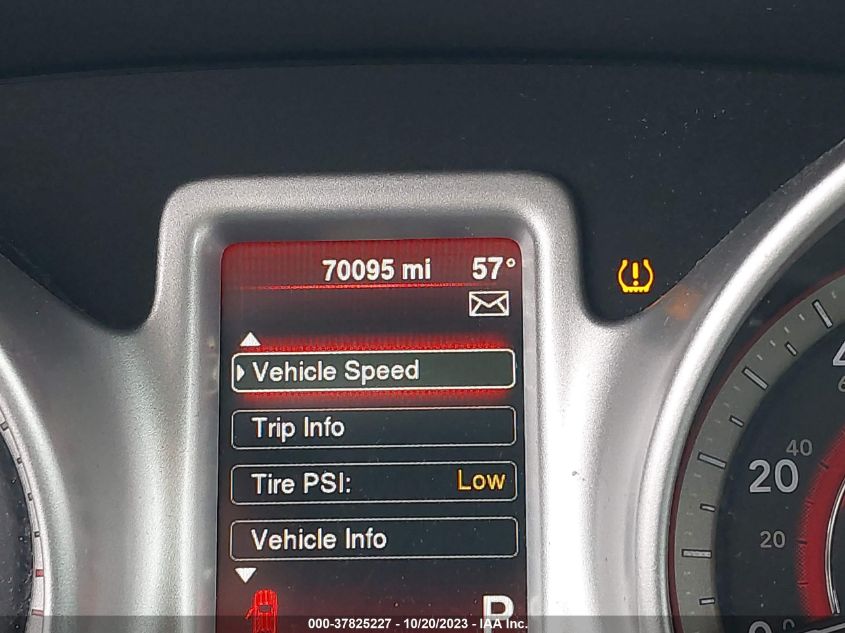 70095 mi 57°
Vehicle Speed
Trip Info
Tire PSI: Low
Vehicle Info
P
40
20
20
000-37825227 - 10/20/2023 - IAA Inc.